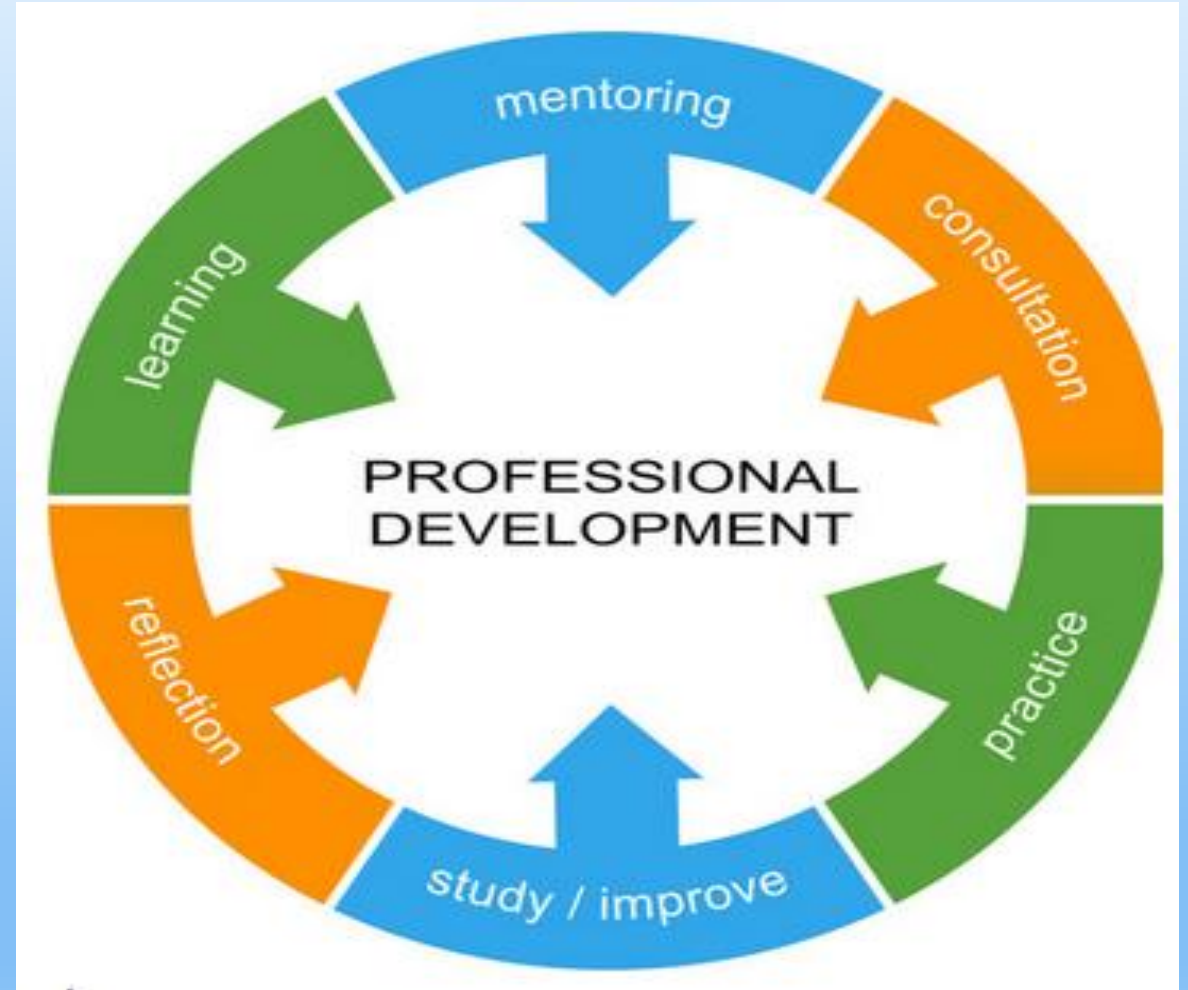 mentoring
consultation
learning
PROFESSIONAL
DEVELOPMENT
reflection
practice
study / improve